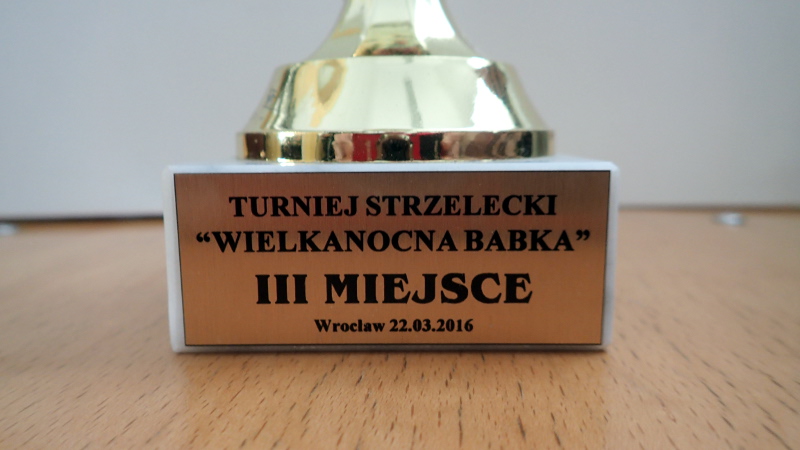 TURNIEJ STRZELECKI
“WIELKANOCNA BABKA”
III MIEJSCE
Wrocław 22.03.2016